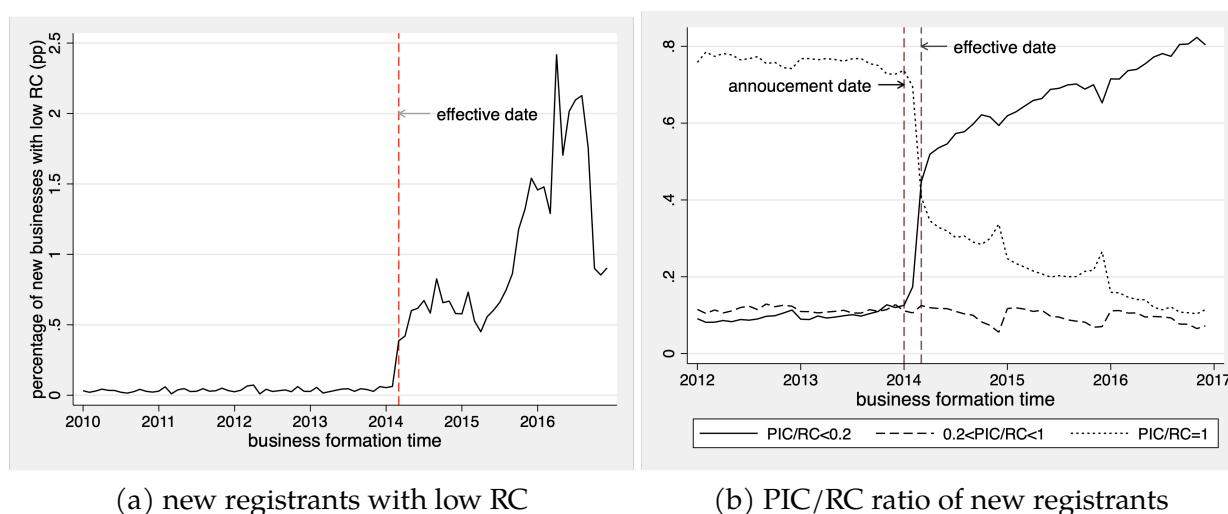 percentage of new businesses with low RC (pp)
2.5
2
1.5
1
.5
0
effective date
2010 2011 2012 2013 2014 2015 2016
business formation time
(a) new registrants with low RC
.8
.6
.4
.2
0
effective date
annoucement date
2012 2013 2014 2015 2016 2017
business formation time
PIC/RC<0.2 0.2<PIC/RC<1 PIC/RC=1
(b) PIC/RC ratio of new registrants